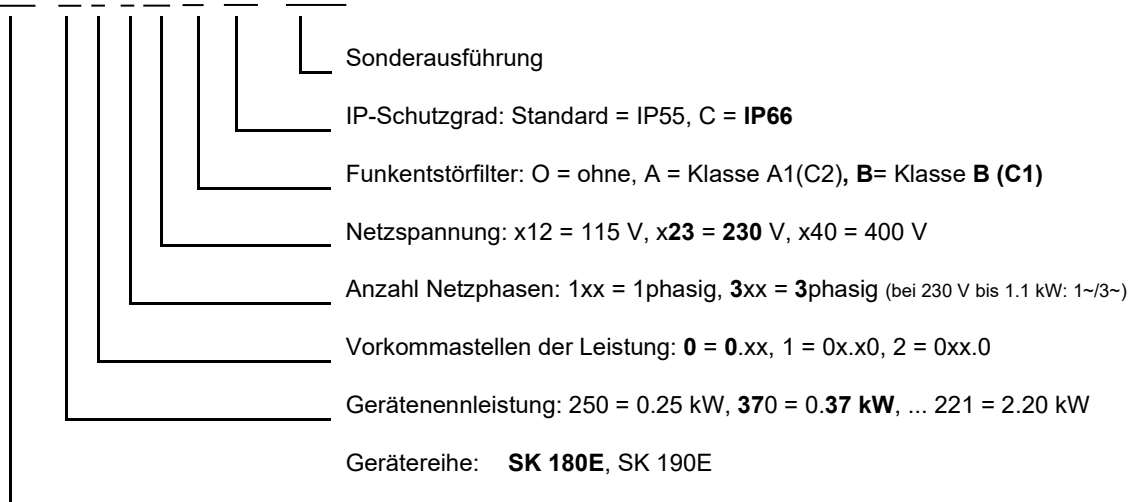 Sonderausführung
IP-Schutzgrad: Standard = IP55, C = IP66
Funkentstörfilter: O = ohne, A = Klasse A1(C2), B= Klasse B (C1)
Netzspannung: x12 = 115 V, x23 = 230 V, x40 = 400 V
Anzahl Netzphasen: 1xx = 1phasig, 3xx = 3phasig (bei 230 V bis 1.1 kW: 1~/3~)
Vorkommastellen der Leistung: 0 = 0.xx, 1 = 0x.x0, 2 = 0xx.0
Gerätenennleistung: 250 = 0.25 kW, 370 = 0.37 kW, ... 221 = 2.20 kW
Gerätereihe: SK 180E, SK 190E